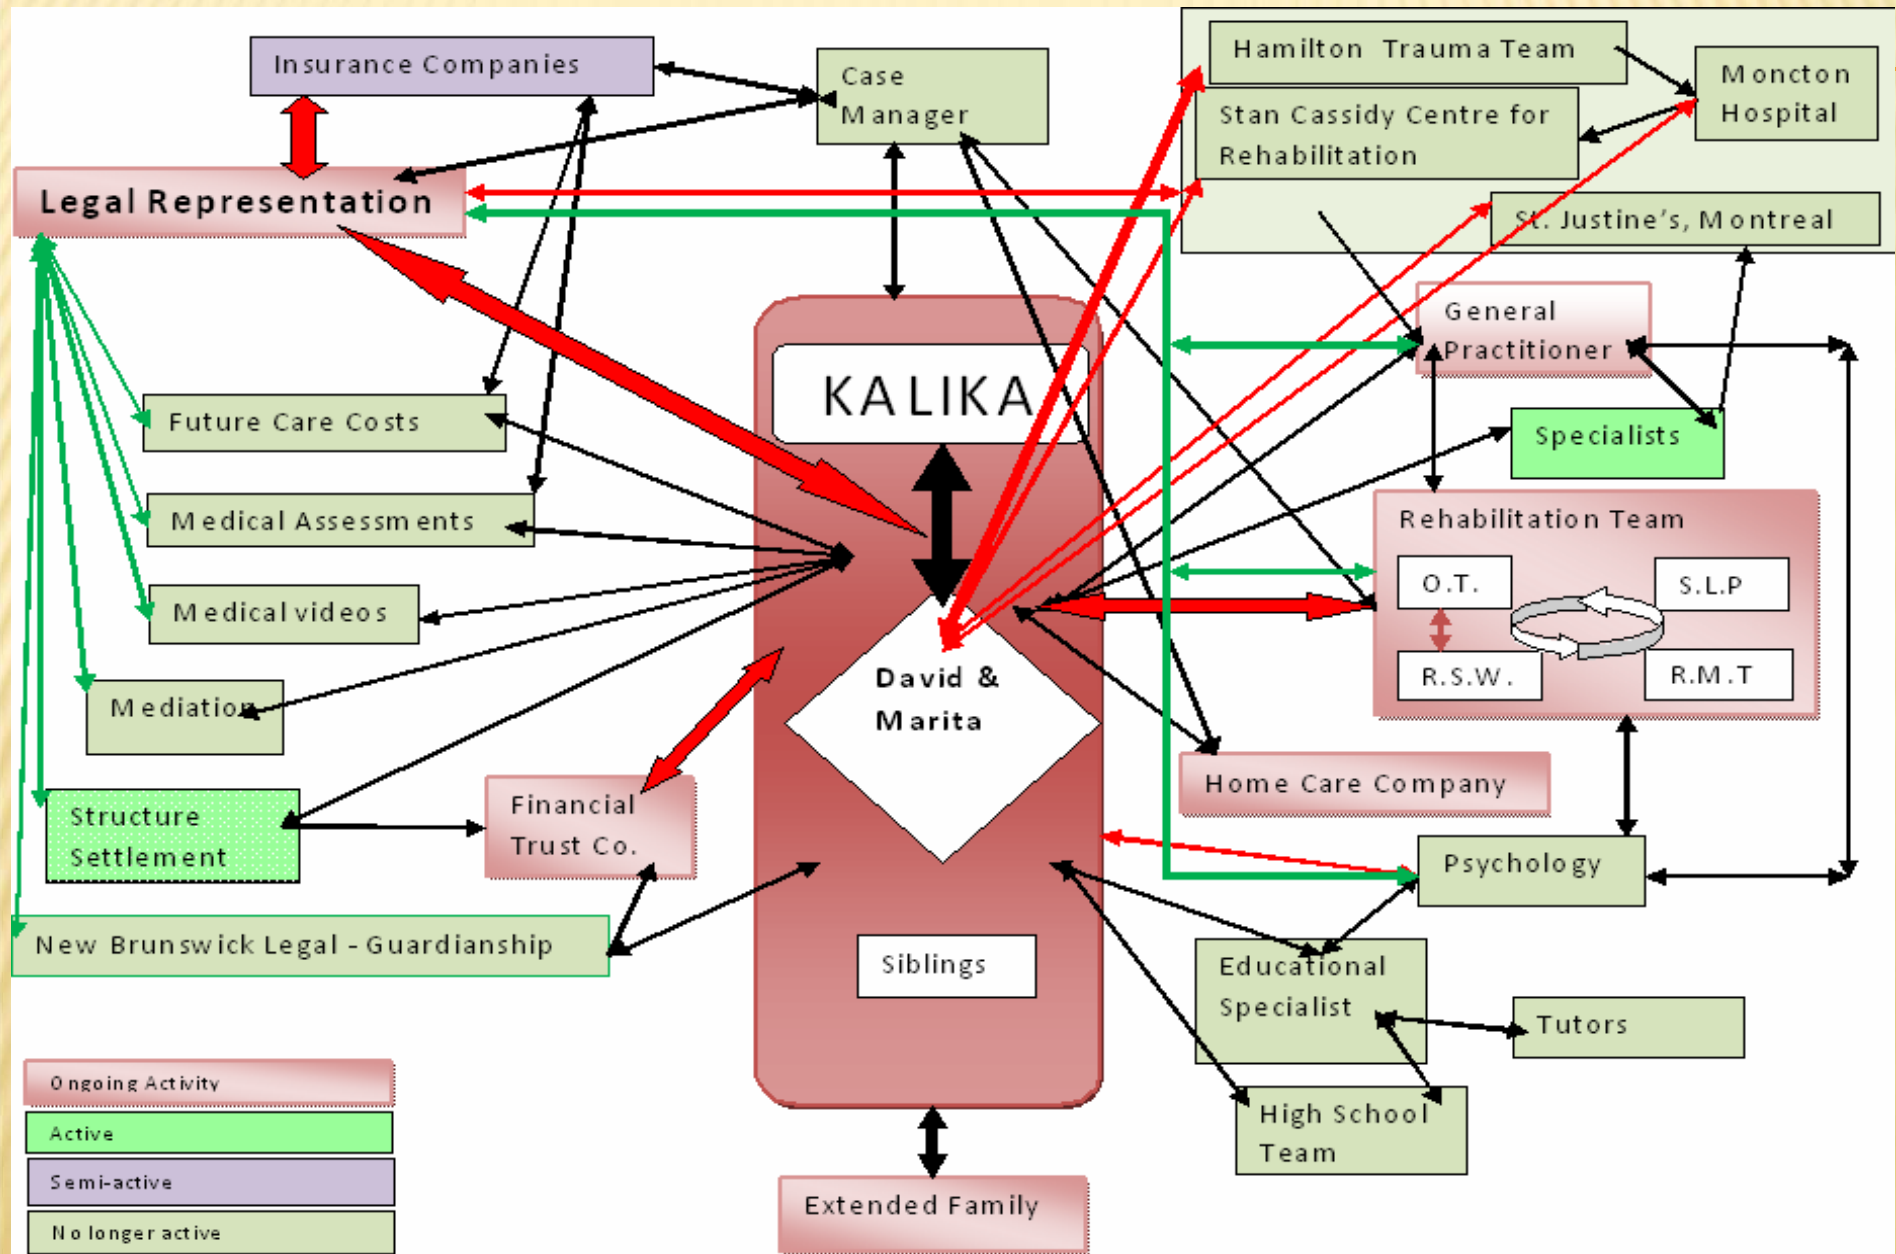 Insurance Companies
Case
Manager
Hamilton Trauma Team
Stan Cassidy Centre for
Rehabilitation
Moncton
Hospital
St. Justine's, Montreal
Legal Representation
General
Practitioner
KALIKA
Future Care Costs
Specialists
Medical Assessments
Rehabilitation Team
O.T.
S.L.P
R.S.W.
R.M.T
Medical videos
David &
Marita
Mediation
Structure
Settlement
Financial
Trust Co.
Home Care Company
Psychology
New Brunswick Legal - Guardianship
Siblings
Educational
Specialist
Tutors
High School
Team
Extended Family
Ongoing Activity
Active
Semi-active
No longer active